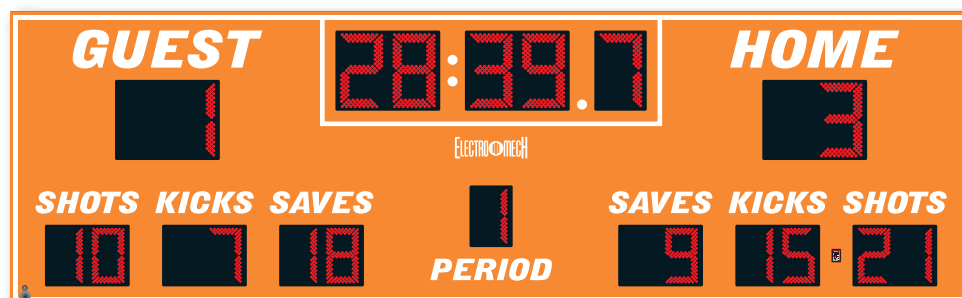 GUEST
28:39.7
HOME
1
3
ELECTRO MECH
SHOTS KICKS SAVES
1
SAVES KICKS SHOTS
10 7 18
9 15 21
PERIOD